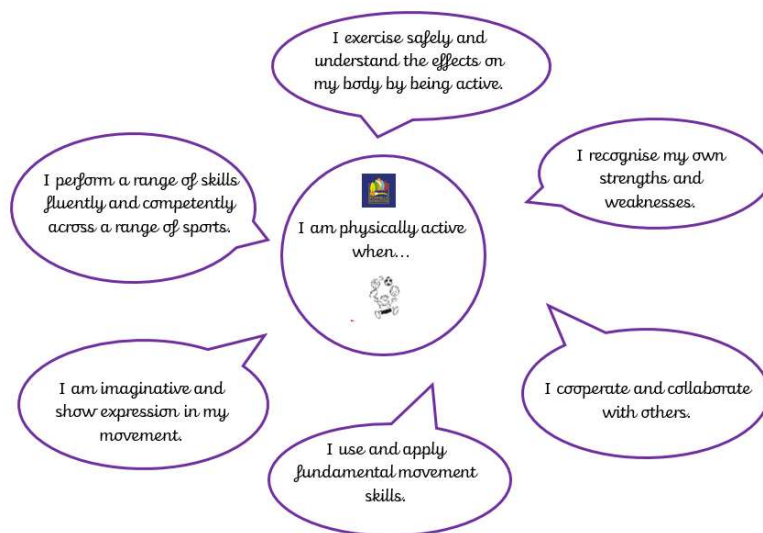 I exercise safely and
understand the effects on
my body by being active.
I recognise my own
strengths and
weaknesses.
I perform a range of skills
fluently and competently
across a range of sports.
I am physically active
when...
I am imaginative and
show expression in my
movement.
I cooperate and collaborate
with others.
I use and apply
fundamental movement
skills.